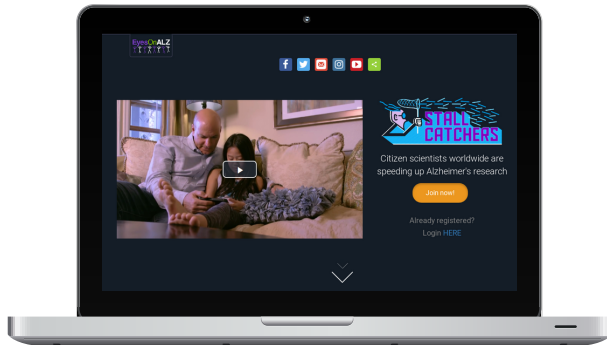 EyesOnALZ
STALL
CATCHERS
Citizen scientists worldwide are
speeding up Alzheimer's research
Join now!
Already registered?
Login HERE